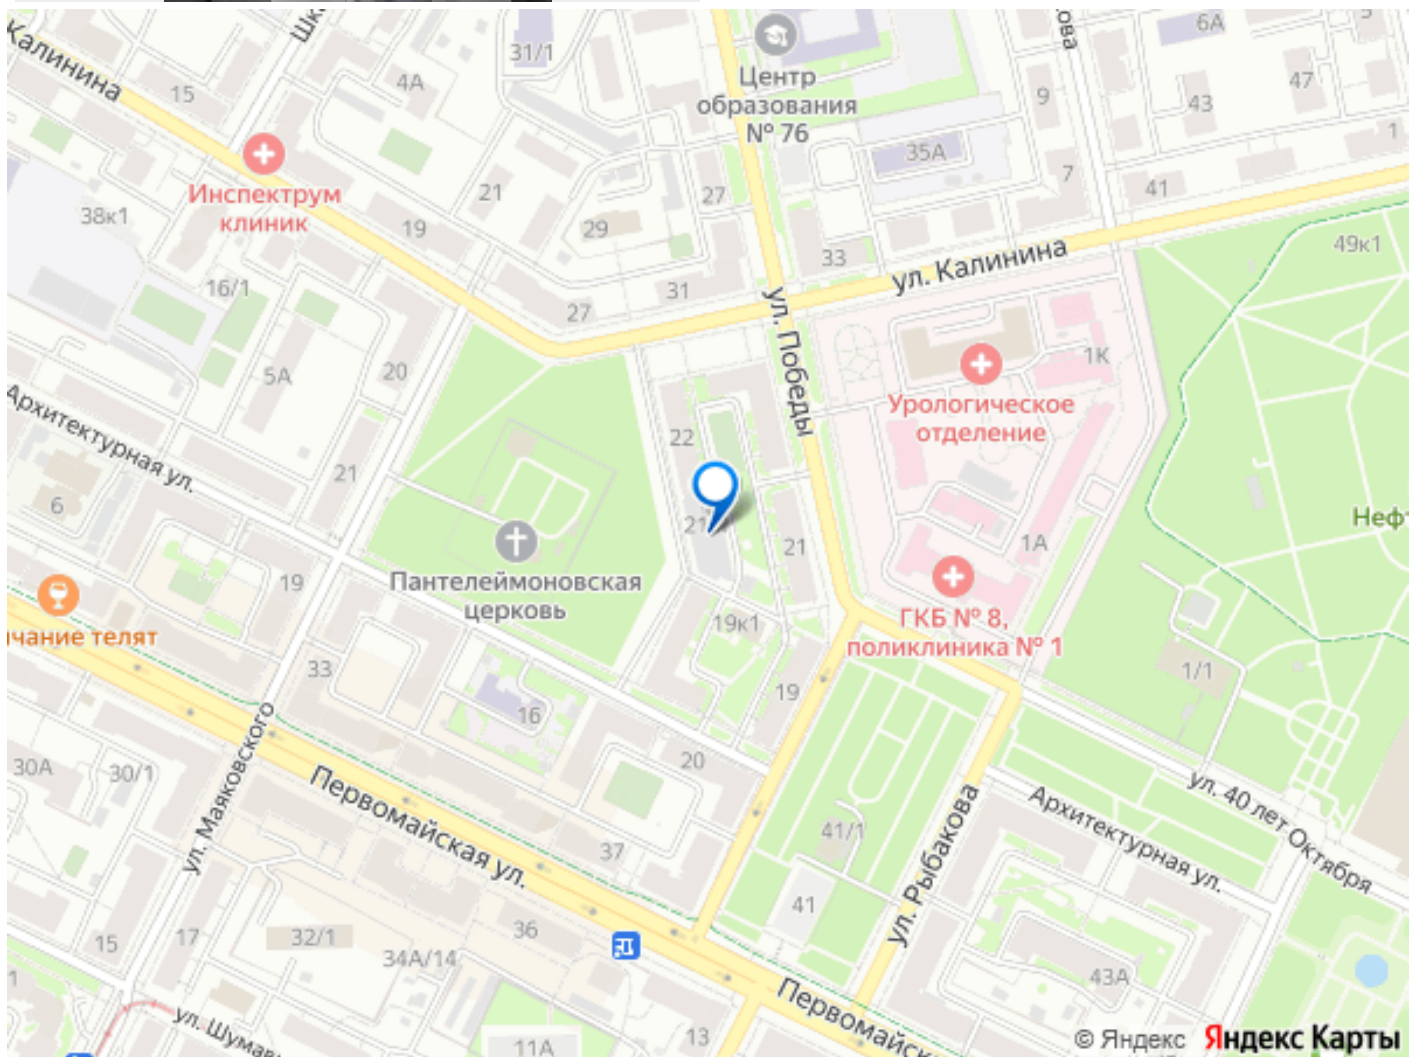 Калинина
15
31/1
4А
Центр
образования
№ 76
6А
5
9
43
47
1
35А
7
41
Инспектрум
клиник
38к1
21
27
29
19
33
ул. Калинина
49к1
16/1
31
27
ул. Победы
1К
5А
20
Урологическое
отделение
Архитектурная ул.
22
21
6
21
21
1А
Пантелеймоновская
церковь
19
19к1
ГКБ № 8,
поликлиника № 1
чание телят
33
16
19
1/1
20
30А
30/1
ул. Маяковского
Первомайская ул.
37
41/1
ул. Рыбакова
Архитектурная ул.
ул. 40 лет Октября
41
36
15
17
32/1
34А/14
43А
13
11А
© Яндекс Яндекс Карты